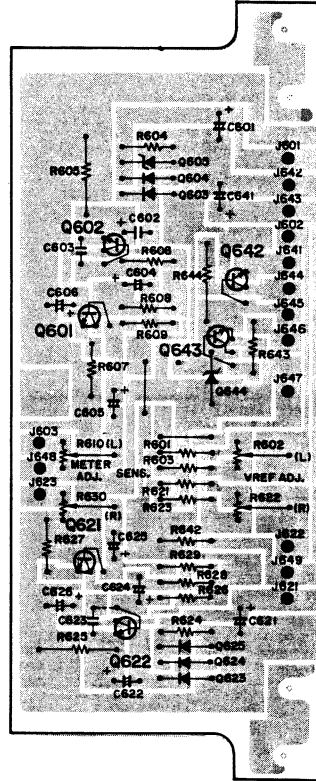 C601
R604
J601
R605
Q605
Q604
J642
Q603
C641
J643
C602
Q602
J602
C603
R606
Q642
J641
C604
R644
J644
C606
R608
J645
Q601
R609
Q643
J646
R643
R607
Q644
J647
C605
J603
R610(L)
R601
R602
J648
METER ADJ.
SENS.
R603
(L)
J623
R621
VREF ADJ.
R630
R623
R622
(R)
(R)
Q621
R627
C625
R642
J622
R629
J649
C626
C624
R628
R626
J621
C623
R624
C621
R625
Q625
Q622
Q624
C622
Q623